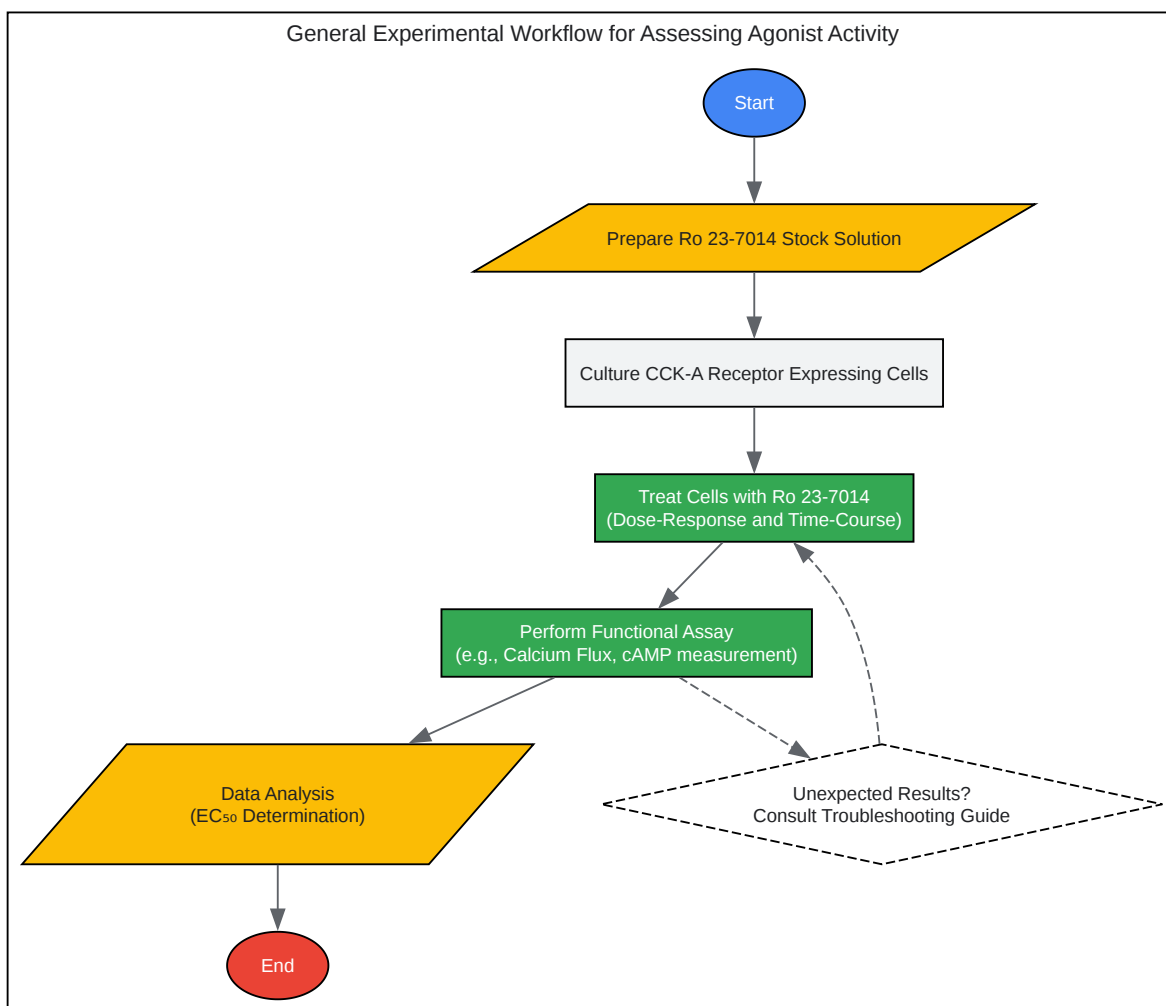 General Experimental Workflow for Assessing Agonist Activity
Start
Prepare Ro 23-7014 Stock Solution
Culture CCK-A Receptor Expressing Cells
Treat Cells with Ro 23-7014
(Dose-Response and Time-Course)
Perform Functional Assay
(e.g., Calcium Flux, cAMP measurement)
Data Analysis
(EC₅₀ Determination)
Unexpected Results?
Consult Troubleshooting Guide
End